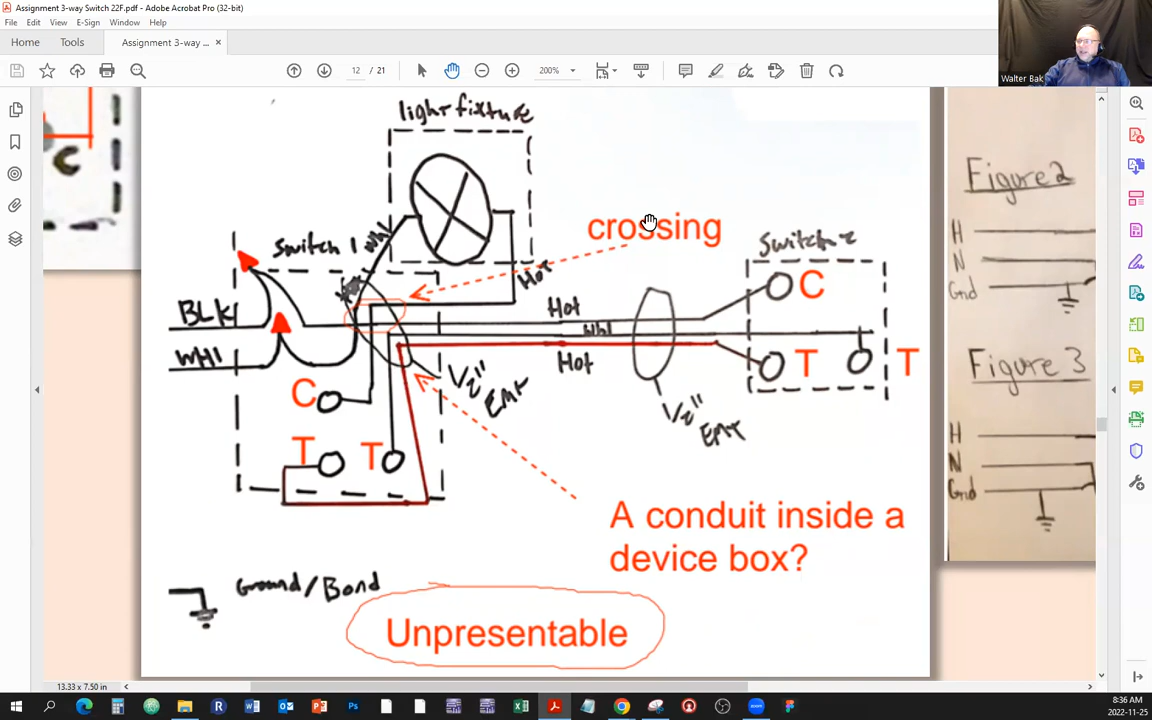 Assignment 3-way Switch 22F.pdf - Adobe Acrobat Pro (32-bit)
File Edit View E-Sign Window Help
Home Tools Assignment 3-way ... ×
12 / 21 200%
Walter Bak
C
light fixture
Switch 1 Whl
crossing
Switch 2
Hot
BLK
Hot
Whl
C
WHI
Hot
T T
1/2" EMT
1/2" EMT
C
T T
A conduit inside a
device box?
Ground/Bond
Unpresentable
Figure 2
H
N
Gnd
Figure 3
H
N
Gnd
13.33 x 7.50 in
8:36 AM
2022-11-25